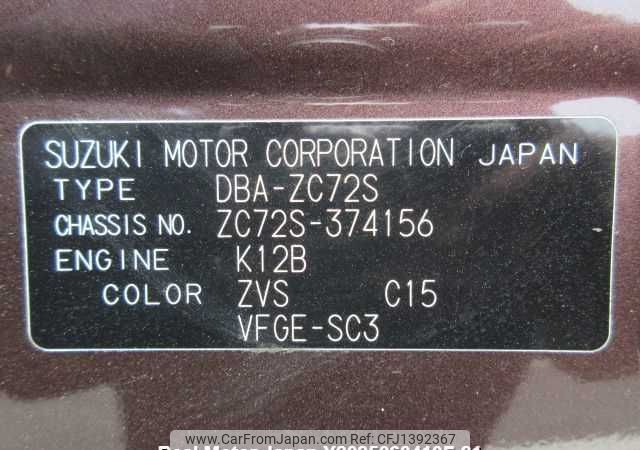 SUZUKI MOTOR CORPORATION JAPAN
TYPE DBA-ZC72S
CHASSIS NO. ZC72S-374156
ENGINE K12B
COLOR ZVS C15
VFGE-SC3
www.CarFromJapan.com CFJ1392367